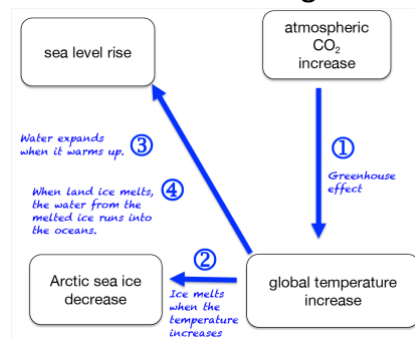 sea level rise
atmospheric
CO₂
increase
Water expands
when it warms up.
③
①
Greenhouse
effect
④
When land ice melts,
the water from the
melted ice runs into
the oceans.
②
Arctic sea ice
decrease
Ice melts
when the
temperature
increases
global temperature
increase